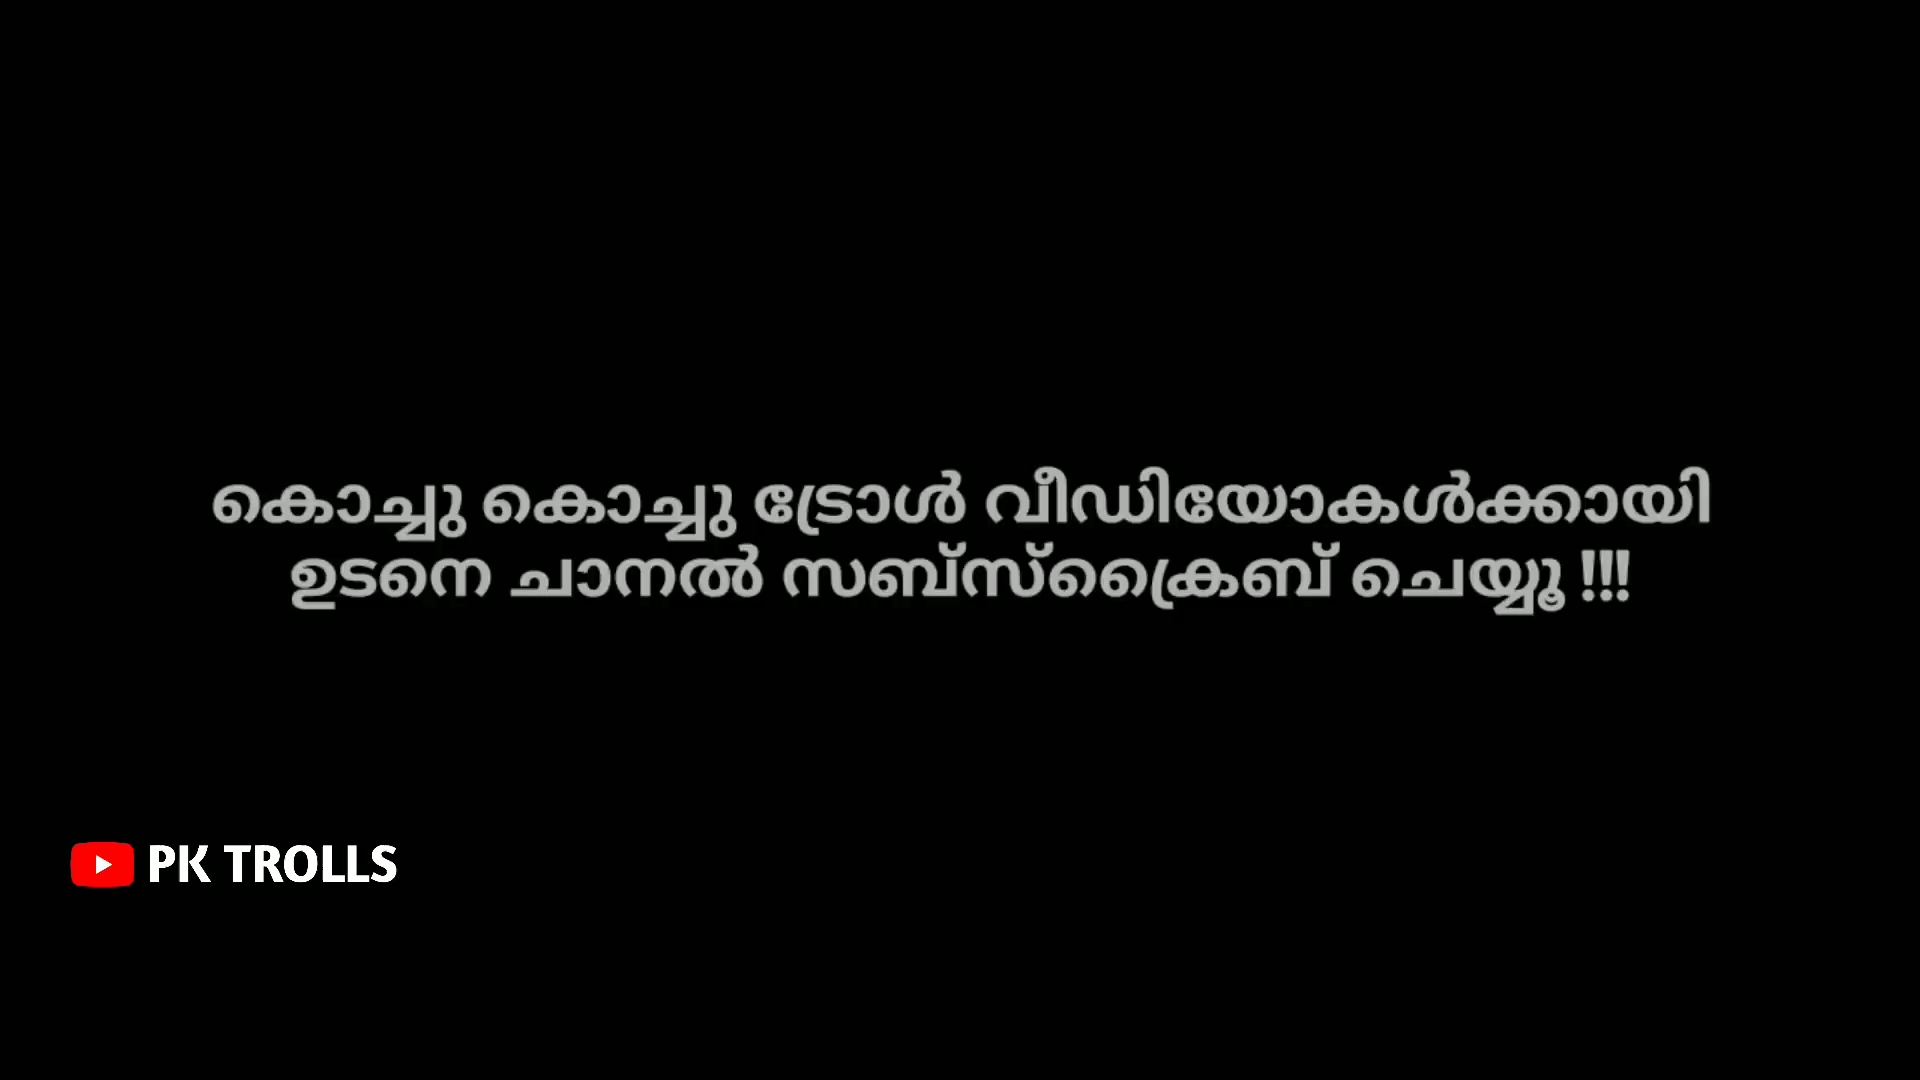 കൊച്ചു കൊച്ചു ട്രോൾ വീഡിയോകൾക്കായി
ഉടനെ ചാനൽ സബ്സ്ക്രൈബ് ചെയ്യൂ !!!
PK TROLLS